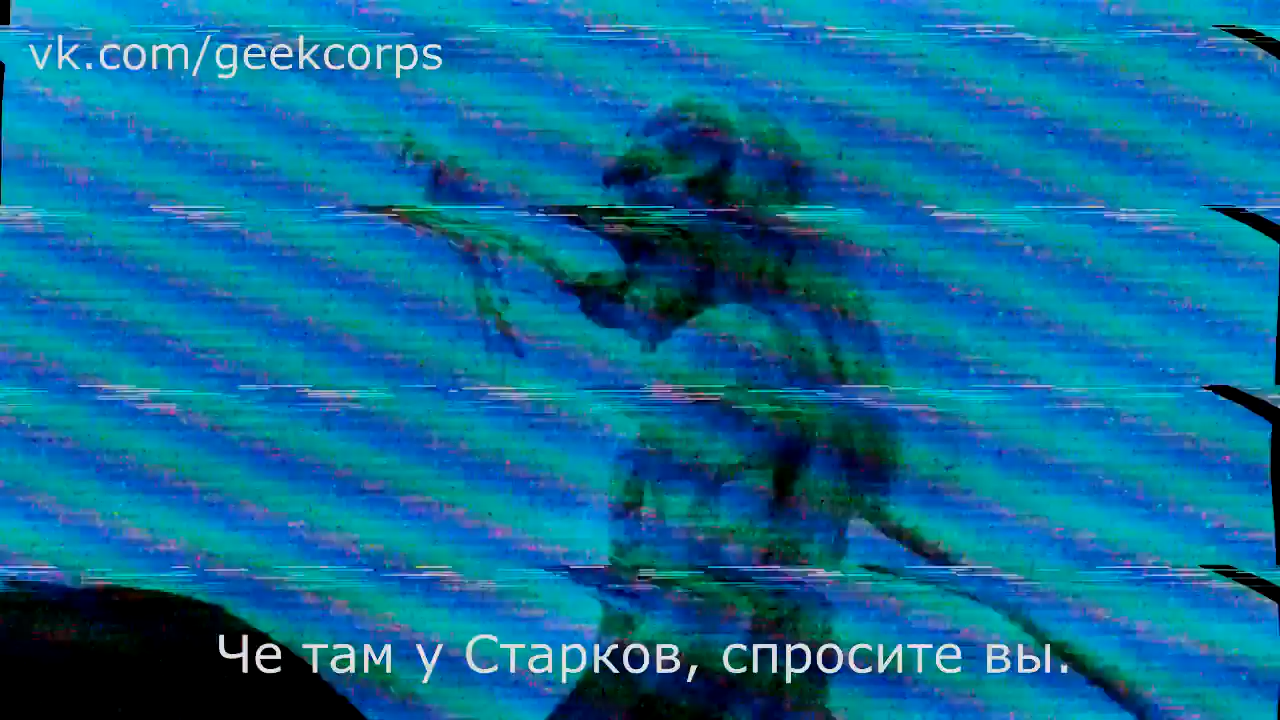 vk.com/geekcorps
Че там у Старков, спросите вы.